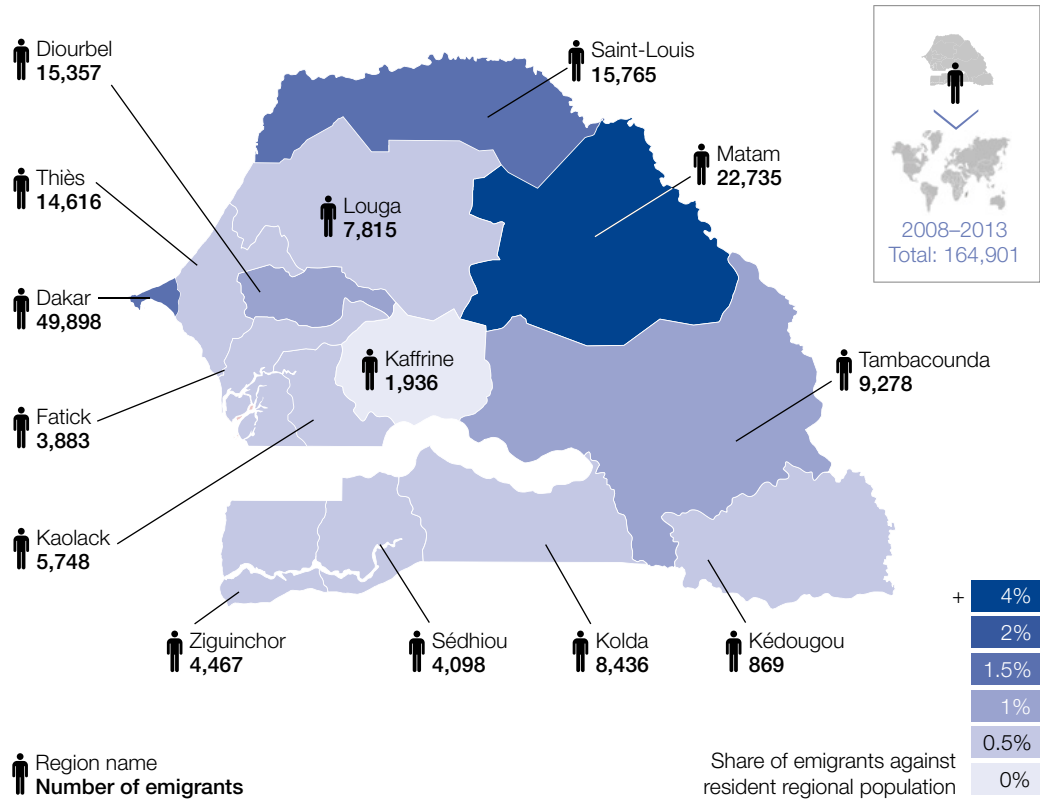 Diourbel
15,357
Saint-Louis
15,765
Thiès
14,616
Louga
7,815
Matam
22,735
2008–2013
Total: 164,901
Dakar
49,898
Kaffrine
1,936
Tambacounda
9,278
Fatick
3,883
Kaolack
5,748
Ziguinchor
4,467
Sédhiou
4,098
Kolda
8,436
Kédougou
869
+ 4%
2%
1.5%
1%
0.5%
0%
Region name
Number of emigrants
Share of emigrants against
resident regional population